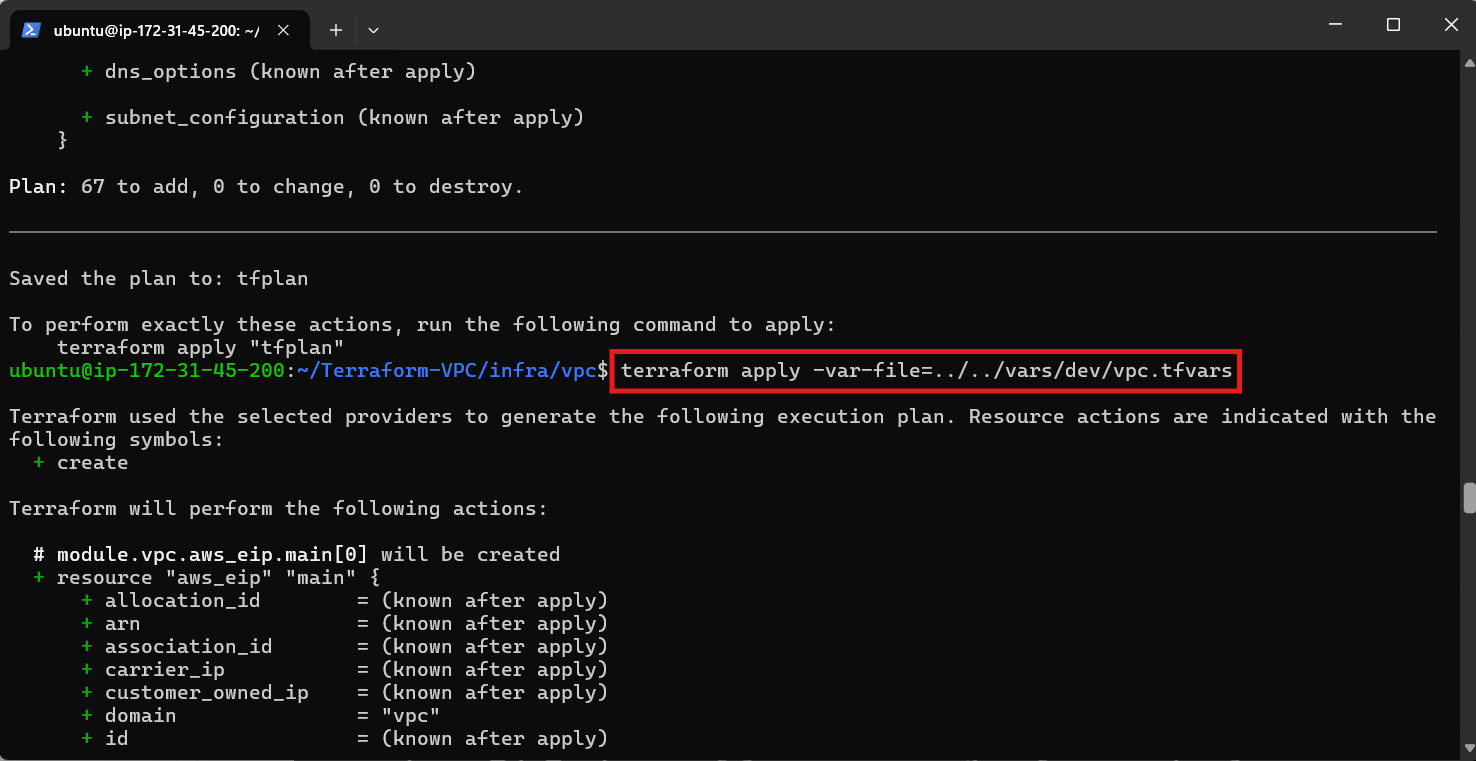 ubuntu@ip-172-31-45-200: ~/
+ dns_options (known after apply)
+ subnet_configuration (known after apply)
}
Plan: 67 to add, 0 to change, 0 to destroy.
Saved the plan to: tfplan
To perform exactly these actions, run the following command to apply:
terraform apply "tfplan"
ubuntu@ip-172-31-45-200:~/Terraform-VPC/infra/vpc$ terraform apply -var-file=../../vars/dev/vpc.tfvars
Terraform used the selected providers to generate the following execution plan. Resource actions are indicated with the
following symbols:
+ create
Terraform will perform the following actions:
# module.vpc.aws_eip.main[0] will be created
+ resource "aws_eip" "main" {
+ allocation_id = (known after apply)
+ arn = (known after apply)
+ association_id = (known after apply)
+ carrier_ip = (known after apply)
+ customer_owned_ip = (known after apply)
+ domain = "vpc"
+ id = (known after apply)